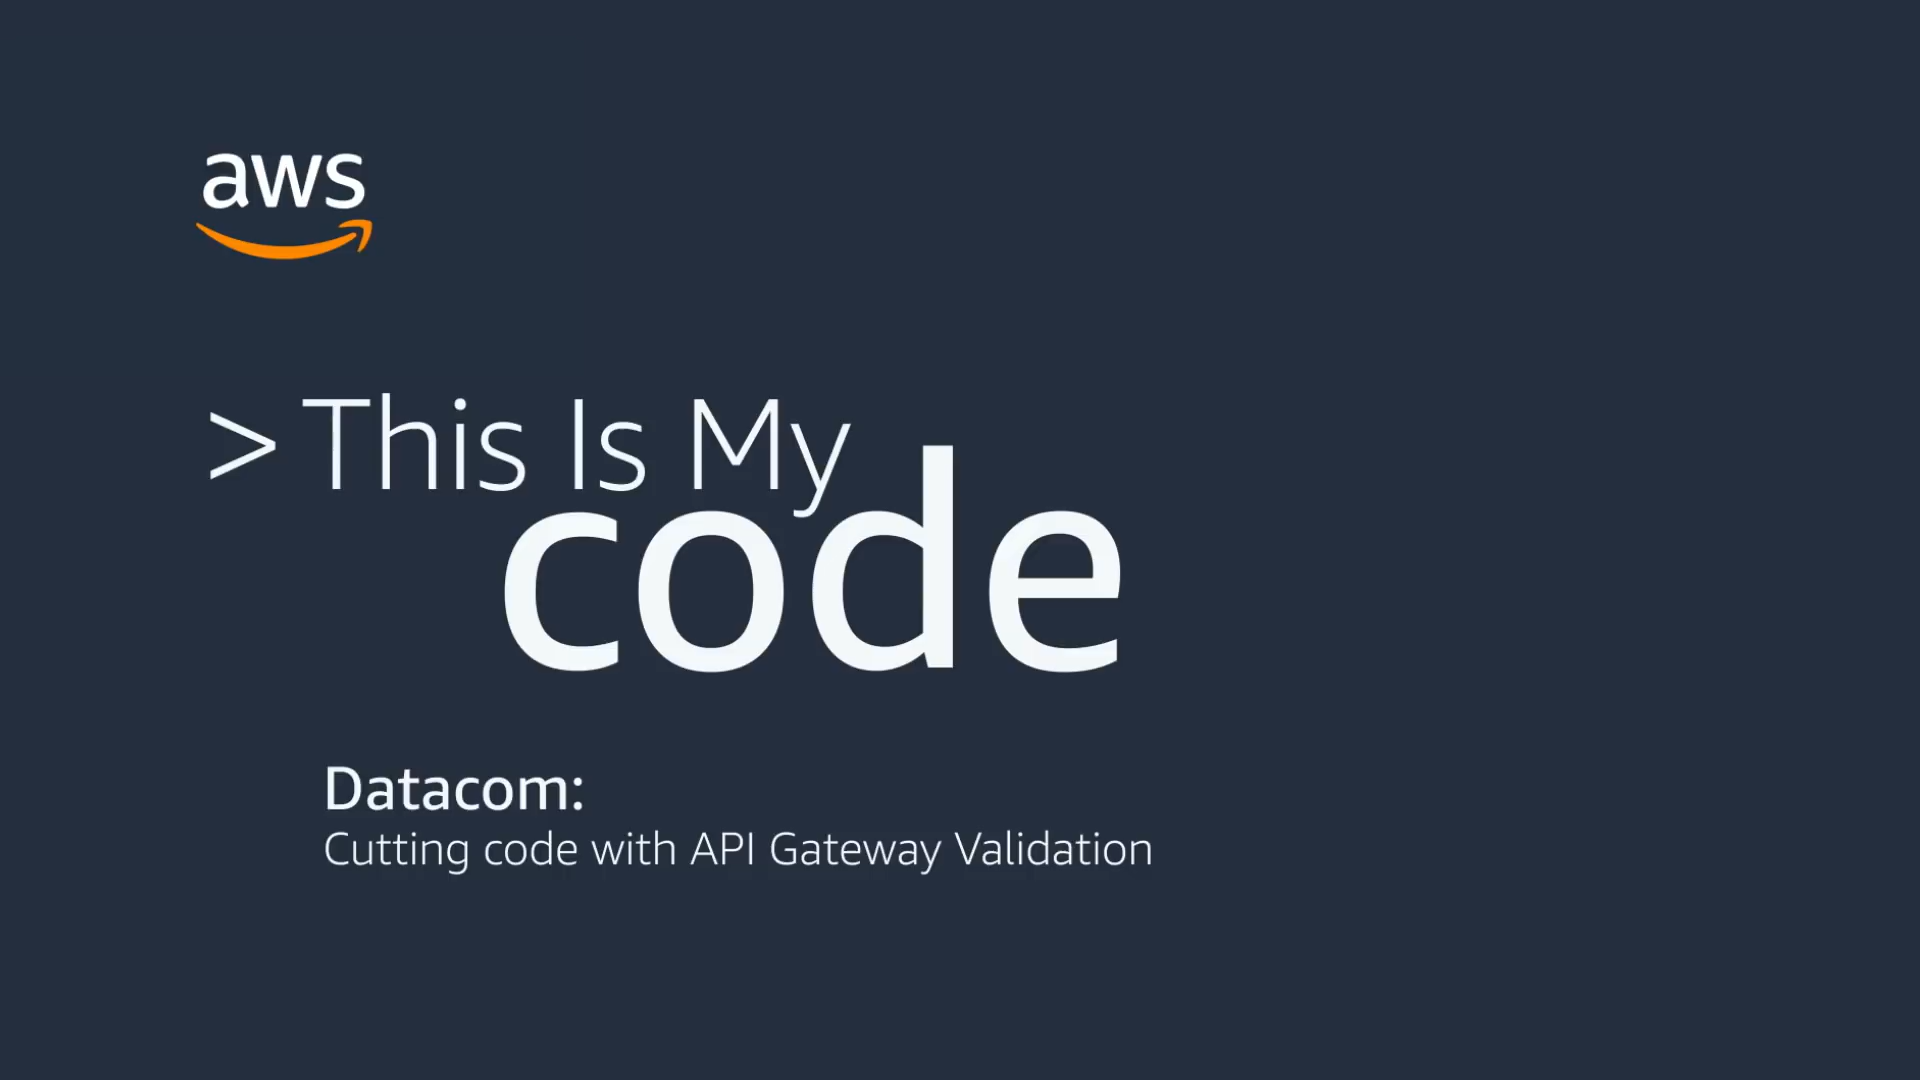 aws
> This Is My
code
Datacom:
Cutting code with API Gateway Validation